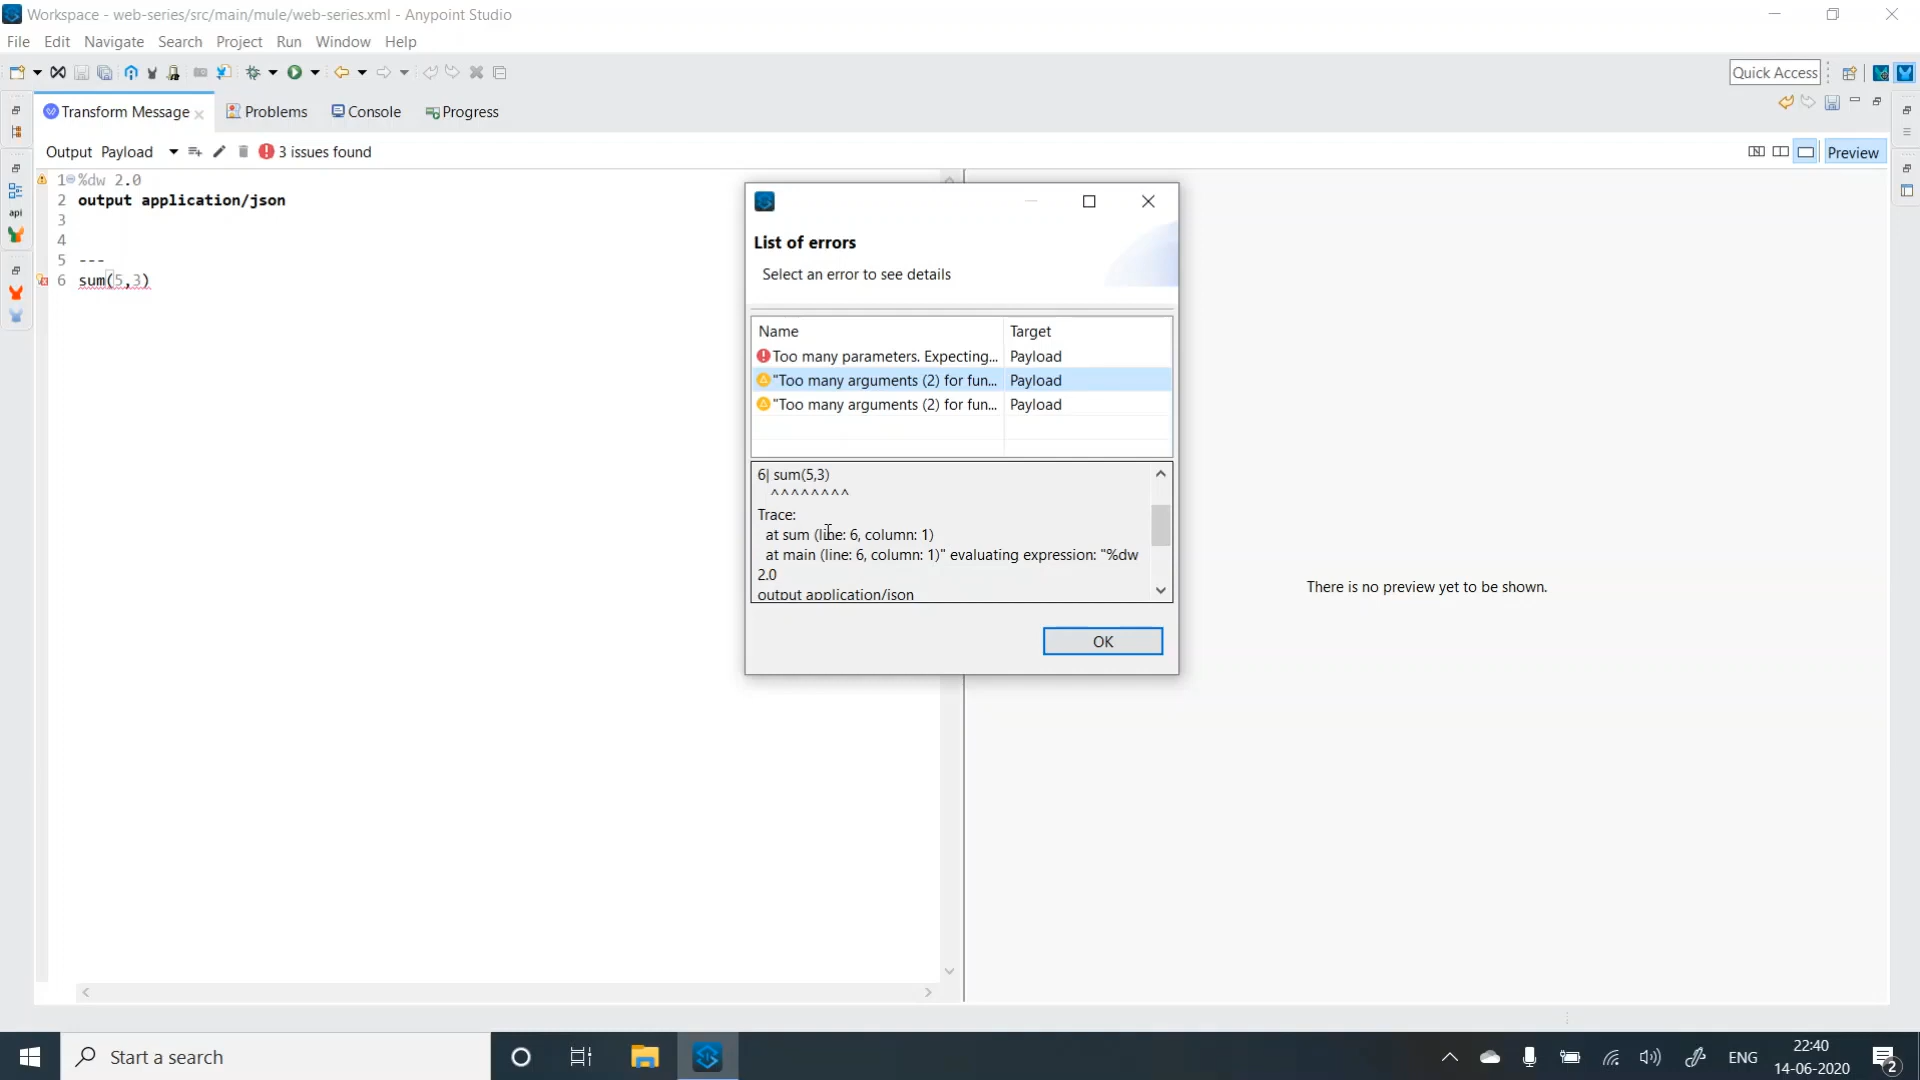 Workspace - web-series/src/main/mule/web-series.xml - Anypoint Studio
File Edit Navigate Search Project Run Window Help
Quick Access
Transform Message Problems Console Progress
Output Payload 3 issues found Preview
1 %dw 2.0
2 output application/json
3
4
5 ---
6 sum(5,3)
api
List of errors
Select an error to see details
Name Target
Too many parameters. Expecting... Payload
"Too many arguments (2) for fun... Payload
"Too many arguments (2) for fun... Payload
6| sum(5,3)
^^^^^^^^
Trace:
at sum (line: 6, column: 1)
at main (line: 6, column: 1)" evaluating expression: "%dw
2.0
output application/json
OK
There is no preview yet to be shown.
Start a search
ENG
22:40
14-06-2020
2